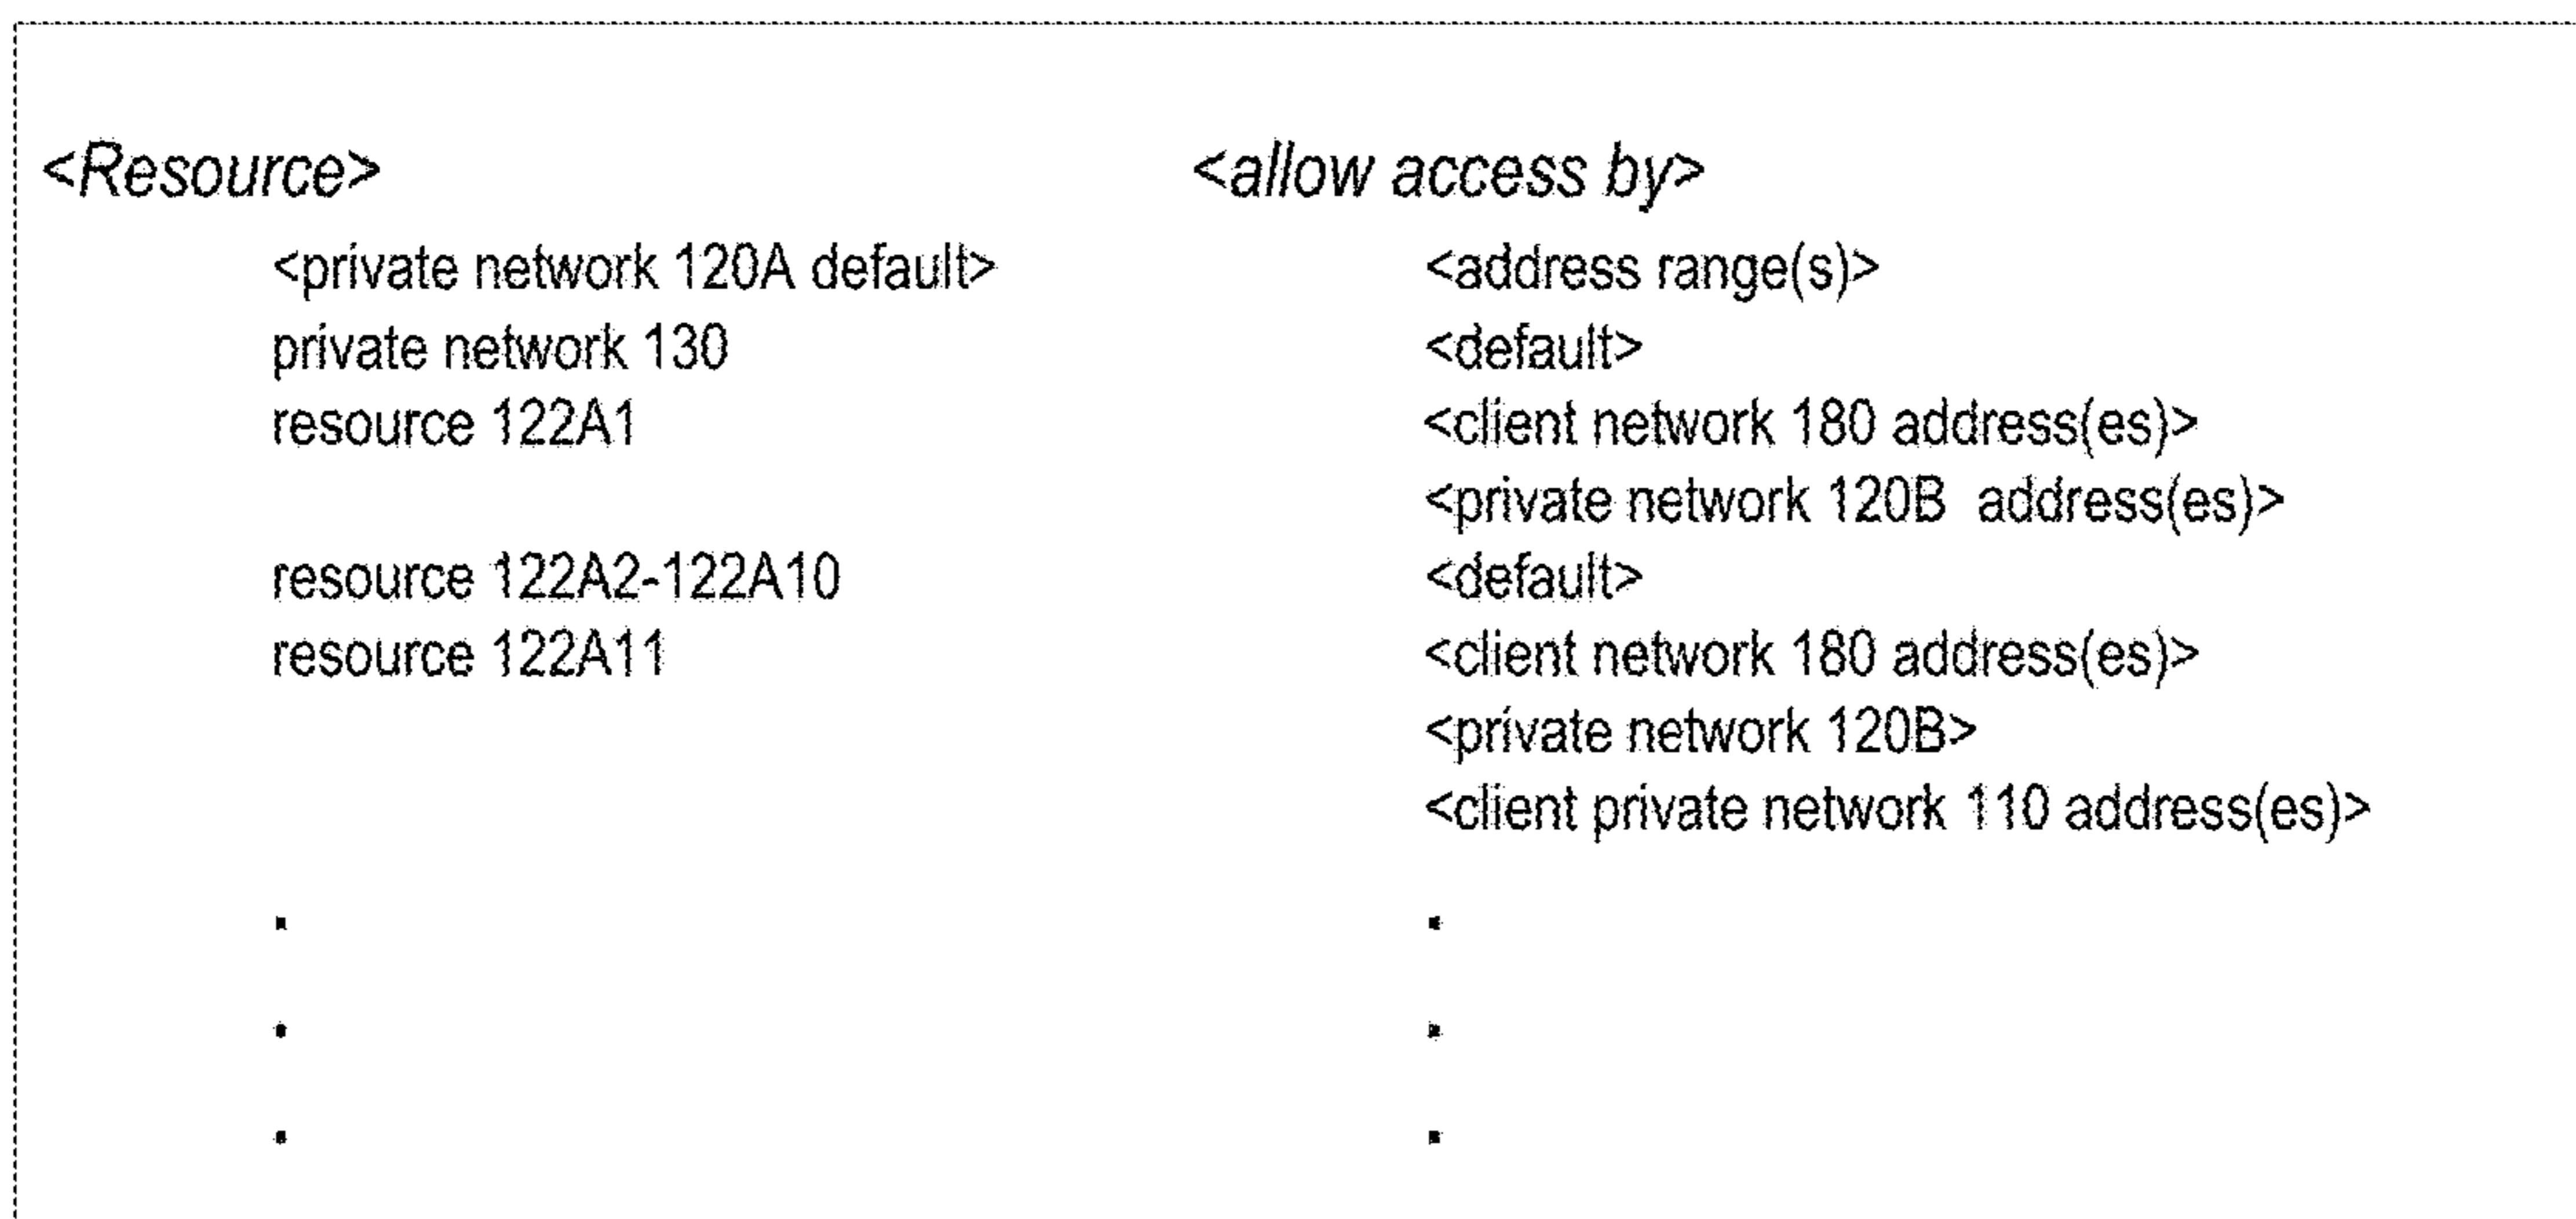 <Resource> <allow access by>
<private network 120A default> <address range(s)>
private network 130 <default>
resource 122A1 <client network 180 address(es)>
<private network 120B address(es)>
resource 122A2-122A10 <default>
resource 122A11 <client network 180 address(es)>
<private network 120B>
<client private network 110 address(es)>